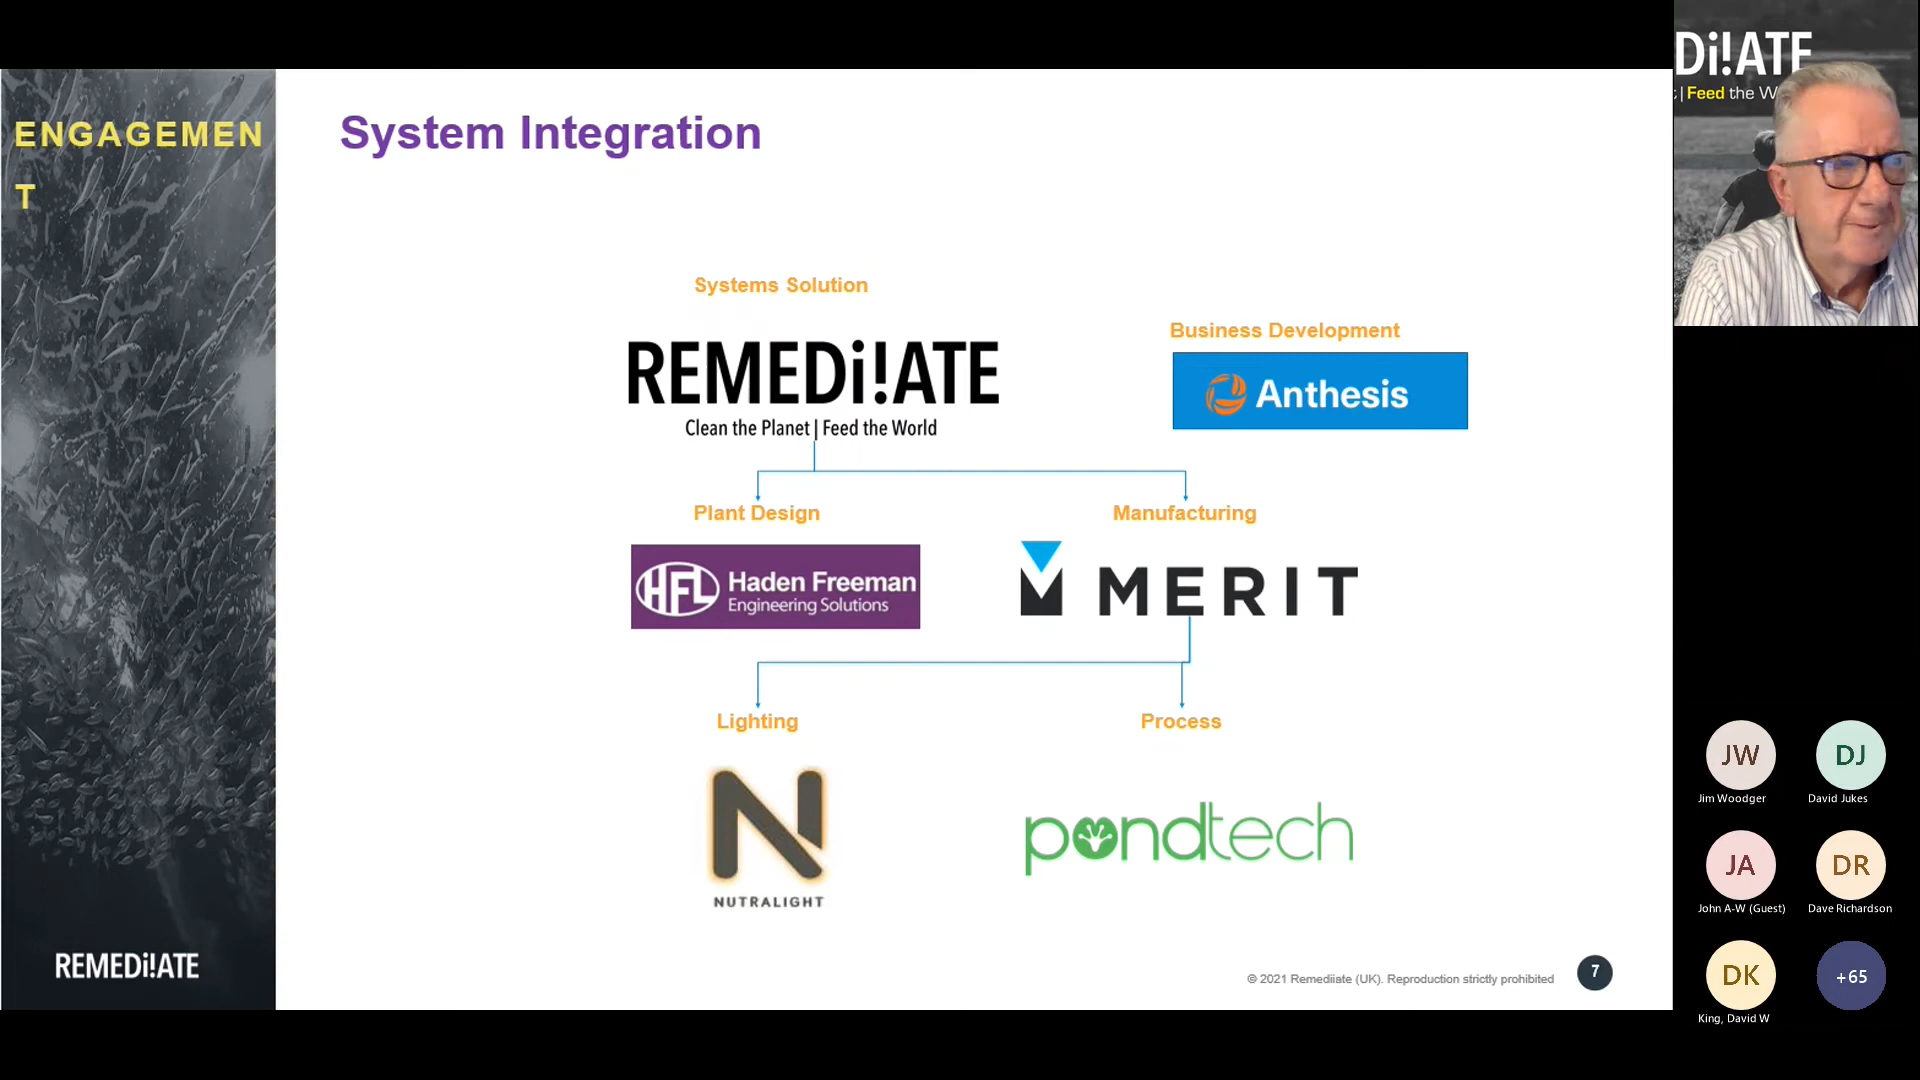 ENGAGEMEN
T
System Integration
Systems Solution
REMEDi!ATE
Clean the Planet | Feed the World
Business Development
Anthesis
Plant Design
Manufacturing
HFL Haden Freeman
Engineering Solutions
MERIT
Lighting
Process
N
NUTRALIGHT
pondtech
REMEDi!ATE
© 2021 Remediiate (UK). Reproduction strictly prohibited
7
Di!ATE
| Feed the W
JW
Jim Woodger
DJ
David Jukes
JA
John A-W (Guest)
DR
Dave Richardson
DK
King, David W
+65